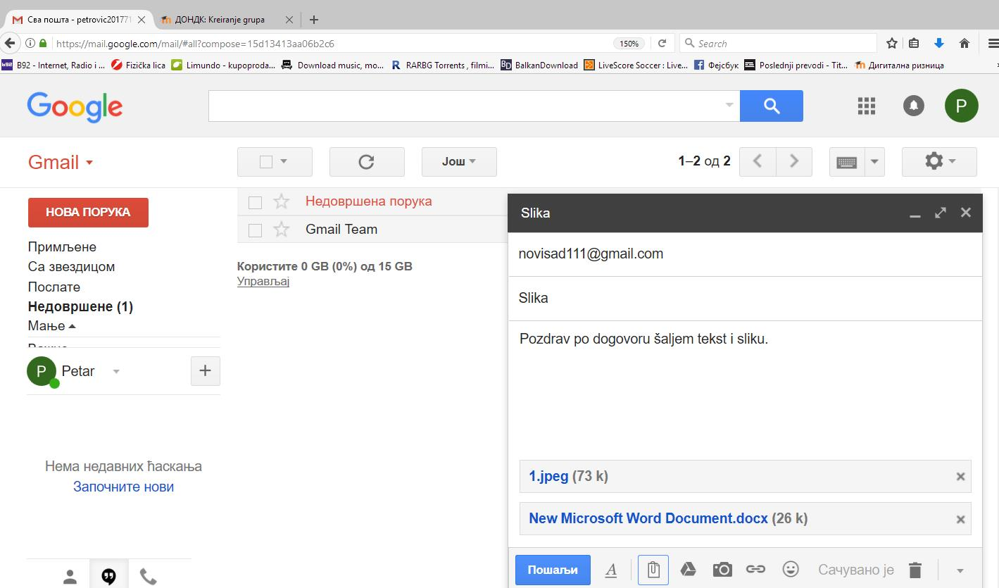 Сва пошта - petrovic201771
ДОНДК: Kreiranje grupa
https://mail.google.com/mail/#all?compose=15d13413aa06b2c6
150%
Search
B92 - Internet, Radio i ...
Fizička lica
Limundo - kupoproda...
Download music, mo...
RARBG Torrents , filmi...
BalkanDownload
LiveScore Soccer : Live...
Фејсбук
Poslednji prevodi - Tit...
Дигитална ризница
Google
P
Gmail
Још
1–2 од 2
НОВА ПОРУКА
Примљене
Са звездицом
Послате
Недовршене (1)
Мање
P Petar
Нема недавних ћаскања
Започните нови
Недовршена порука
Gmail Team
Користите 0 GB (0%) од 15 GB
Управљај
Slika
novisad111@gmail.com
Slika
Pozdrav po dogovoru šaljem tekst i sliku.
1.jpeg (73 k)
New Microsoft Word Document.docx (26 k)
Пошаљи
A
Сачувано је